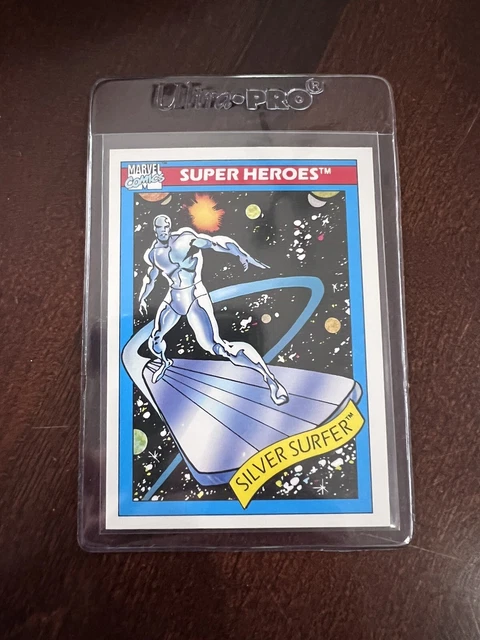 Ultra•PRO®
MARVEL
COMICS
M
SUPER HEROES™
SILVER SURFER™